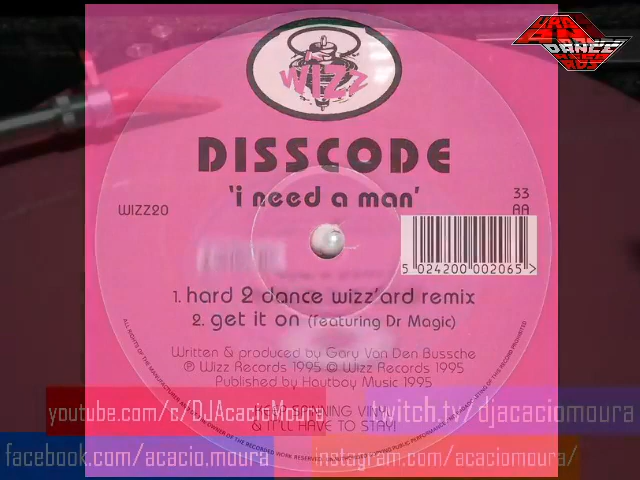 WIZZ
DANCE
DISSCODE
'i need a man'
WIZZ20
33
AA
5 024200 002065>
1. hard 2 dance wizz'ard remix
2. get it on (featuring Dr Magic)
Written & produced by Gary Van Den Bussche
℗ Wizz Records 1995 © Wizz Records 1995
Published by Hautboy Music 1995
KEEP SPINNING VINYL
& IT'LL HAVE TO STAY!
youtube.com/s/DJAcacioMoura
twitch.tv/djacaciomoura
facebook.com/acacio.moura
instagram.com/acaciomoura/